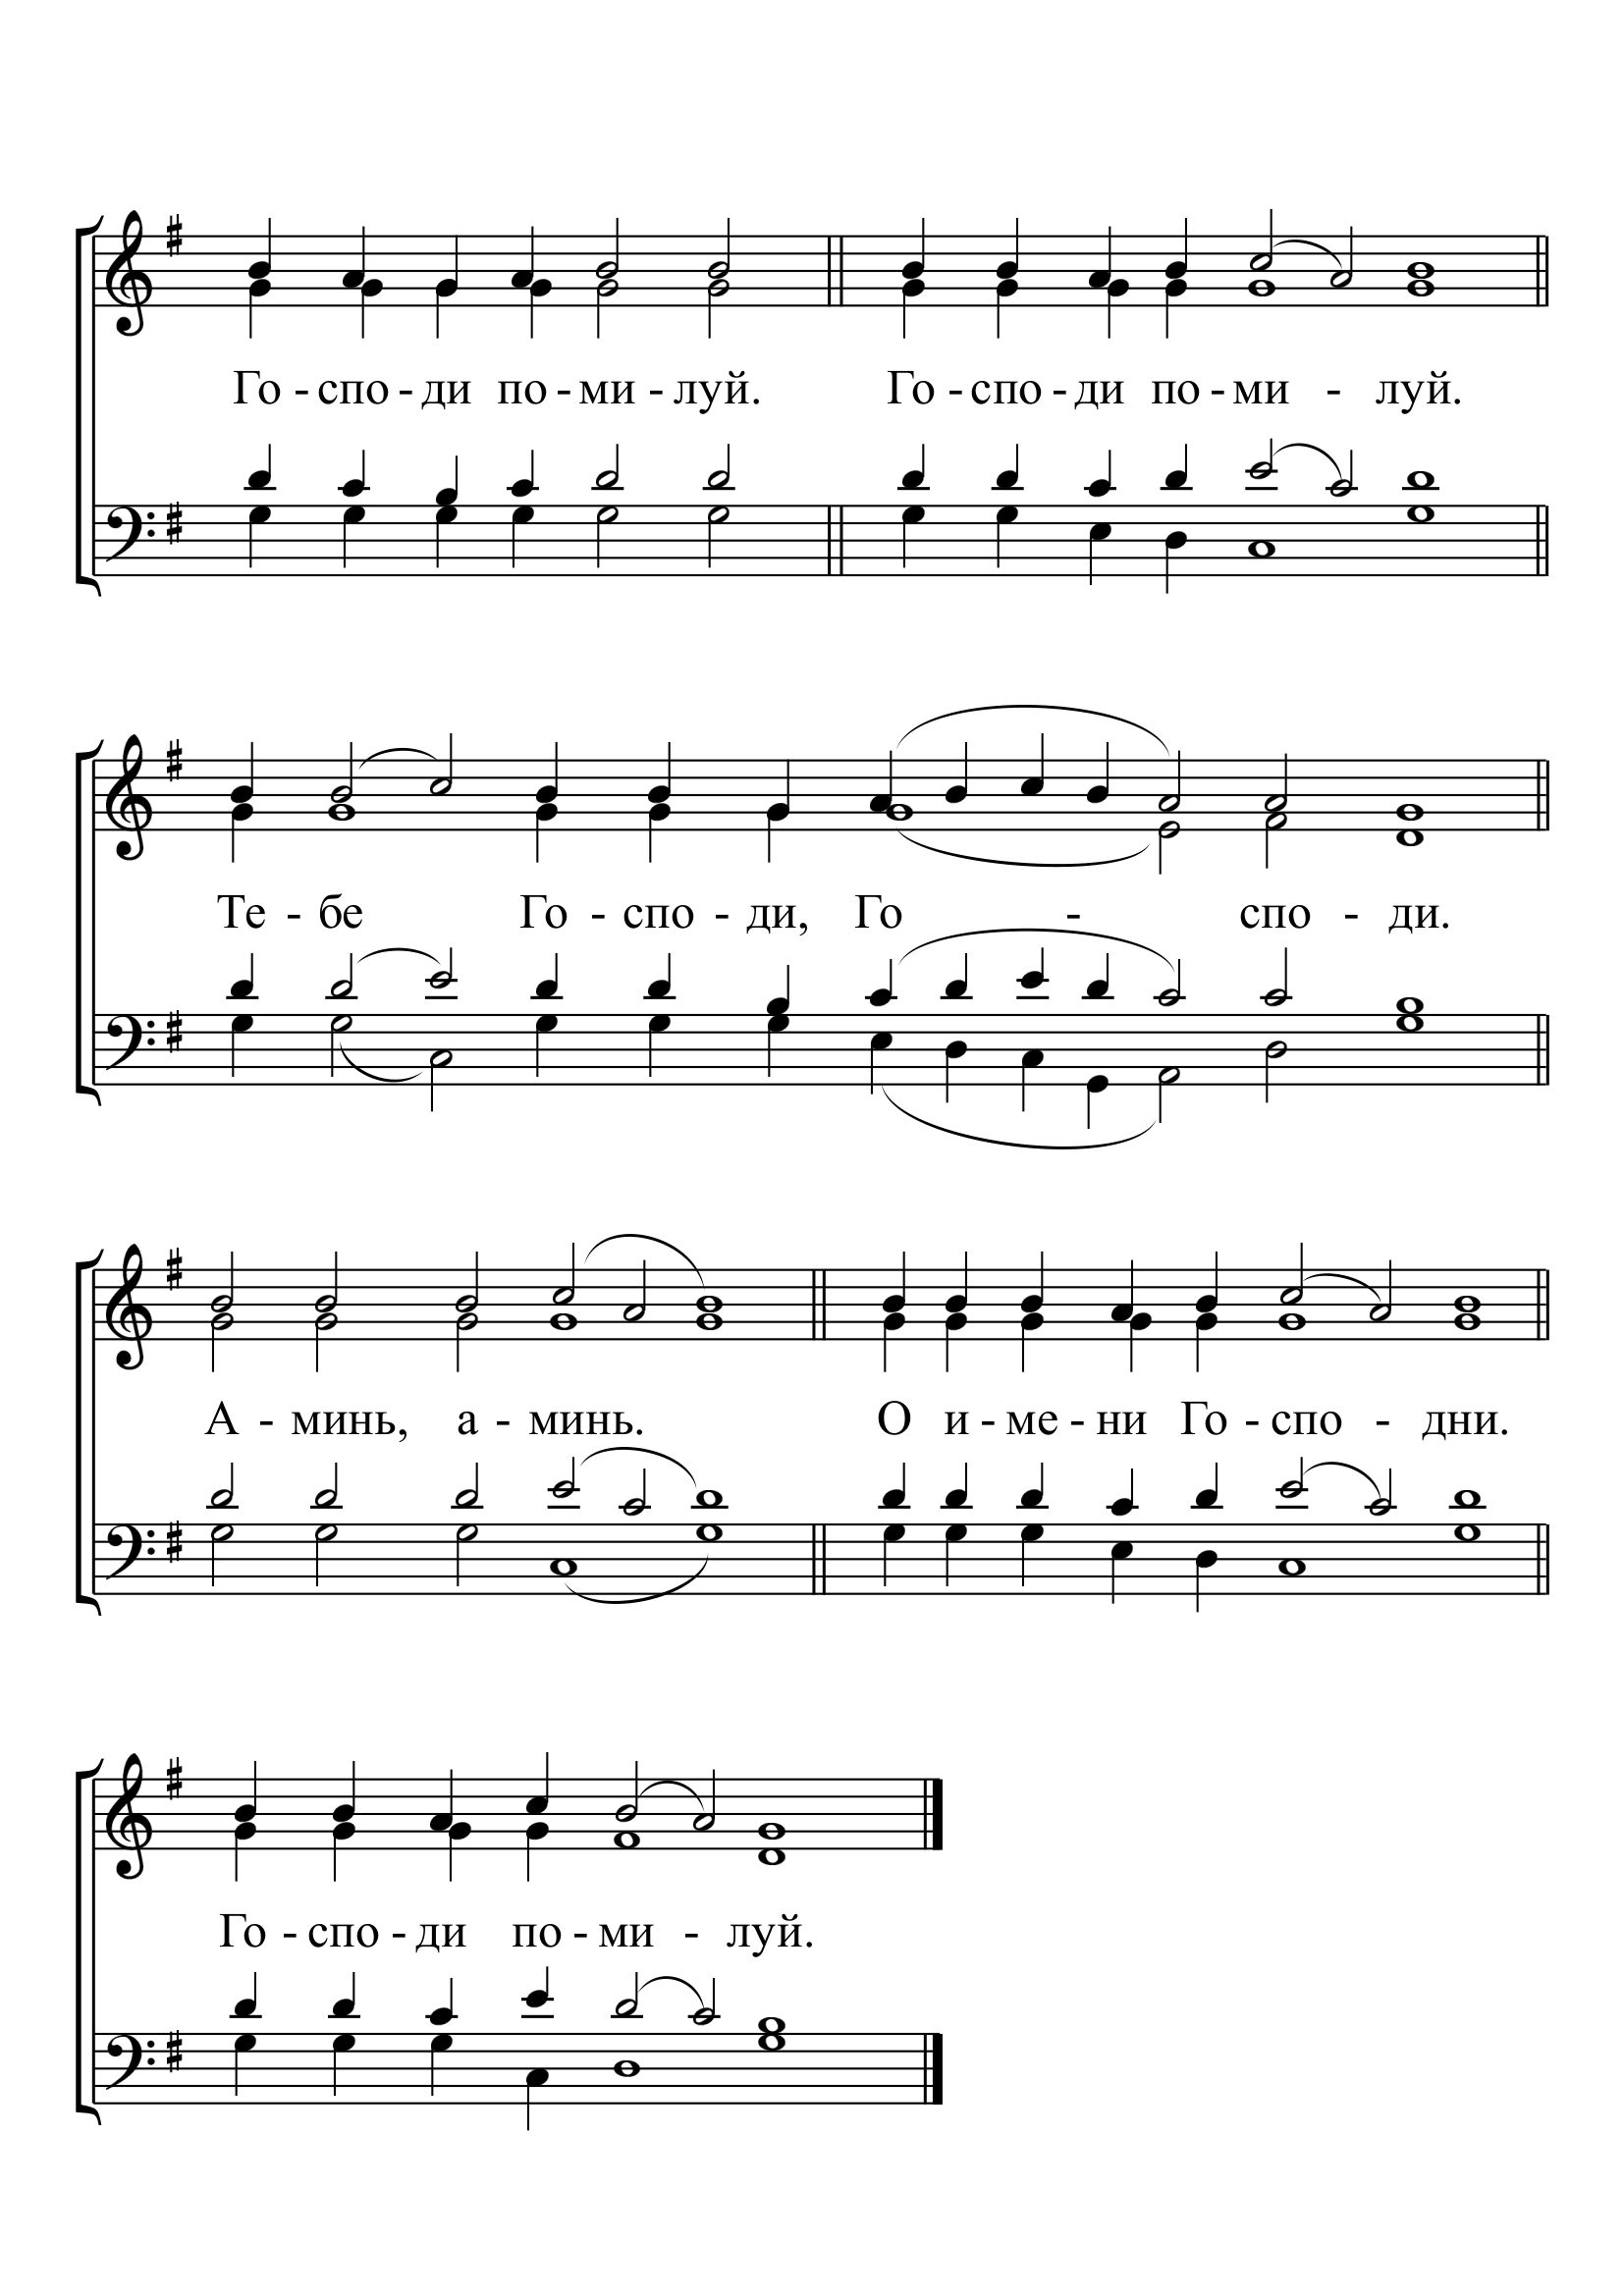 Го - спо - ди по - ми - луй. Го - спо - ди по - ми - луй.
Те - бе Го - спо - ди, Го - спо - ди.
А - минь, а - минь. О и - ме - ни Го - спо - дни.
Го - спо - ди по - ми - луй.